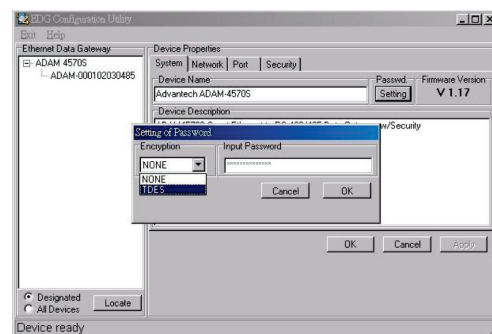 EDG Configuration Utility
Exit Help
Ethernet Data Gateway
ADAM 4570S
ADAM-000102030485
Device Properties
System Network Port Security
Device Name
Advantech ADAM-4570S
Passwd.
Setting
Firmware Version
V 1.17
Device Description
w/Security
Setting of Password
Encryption
NONE
NONE
TDES
Input Password
*************
Cancel OK
OK Cancel Apply
Designated
All Devices
Locate
Device ready